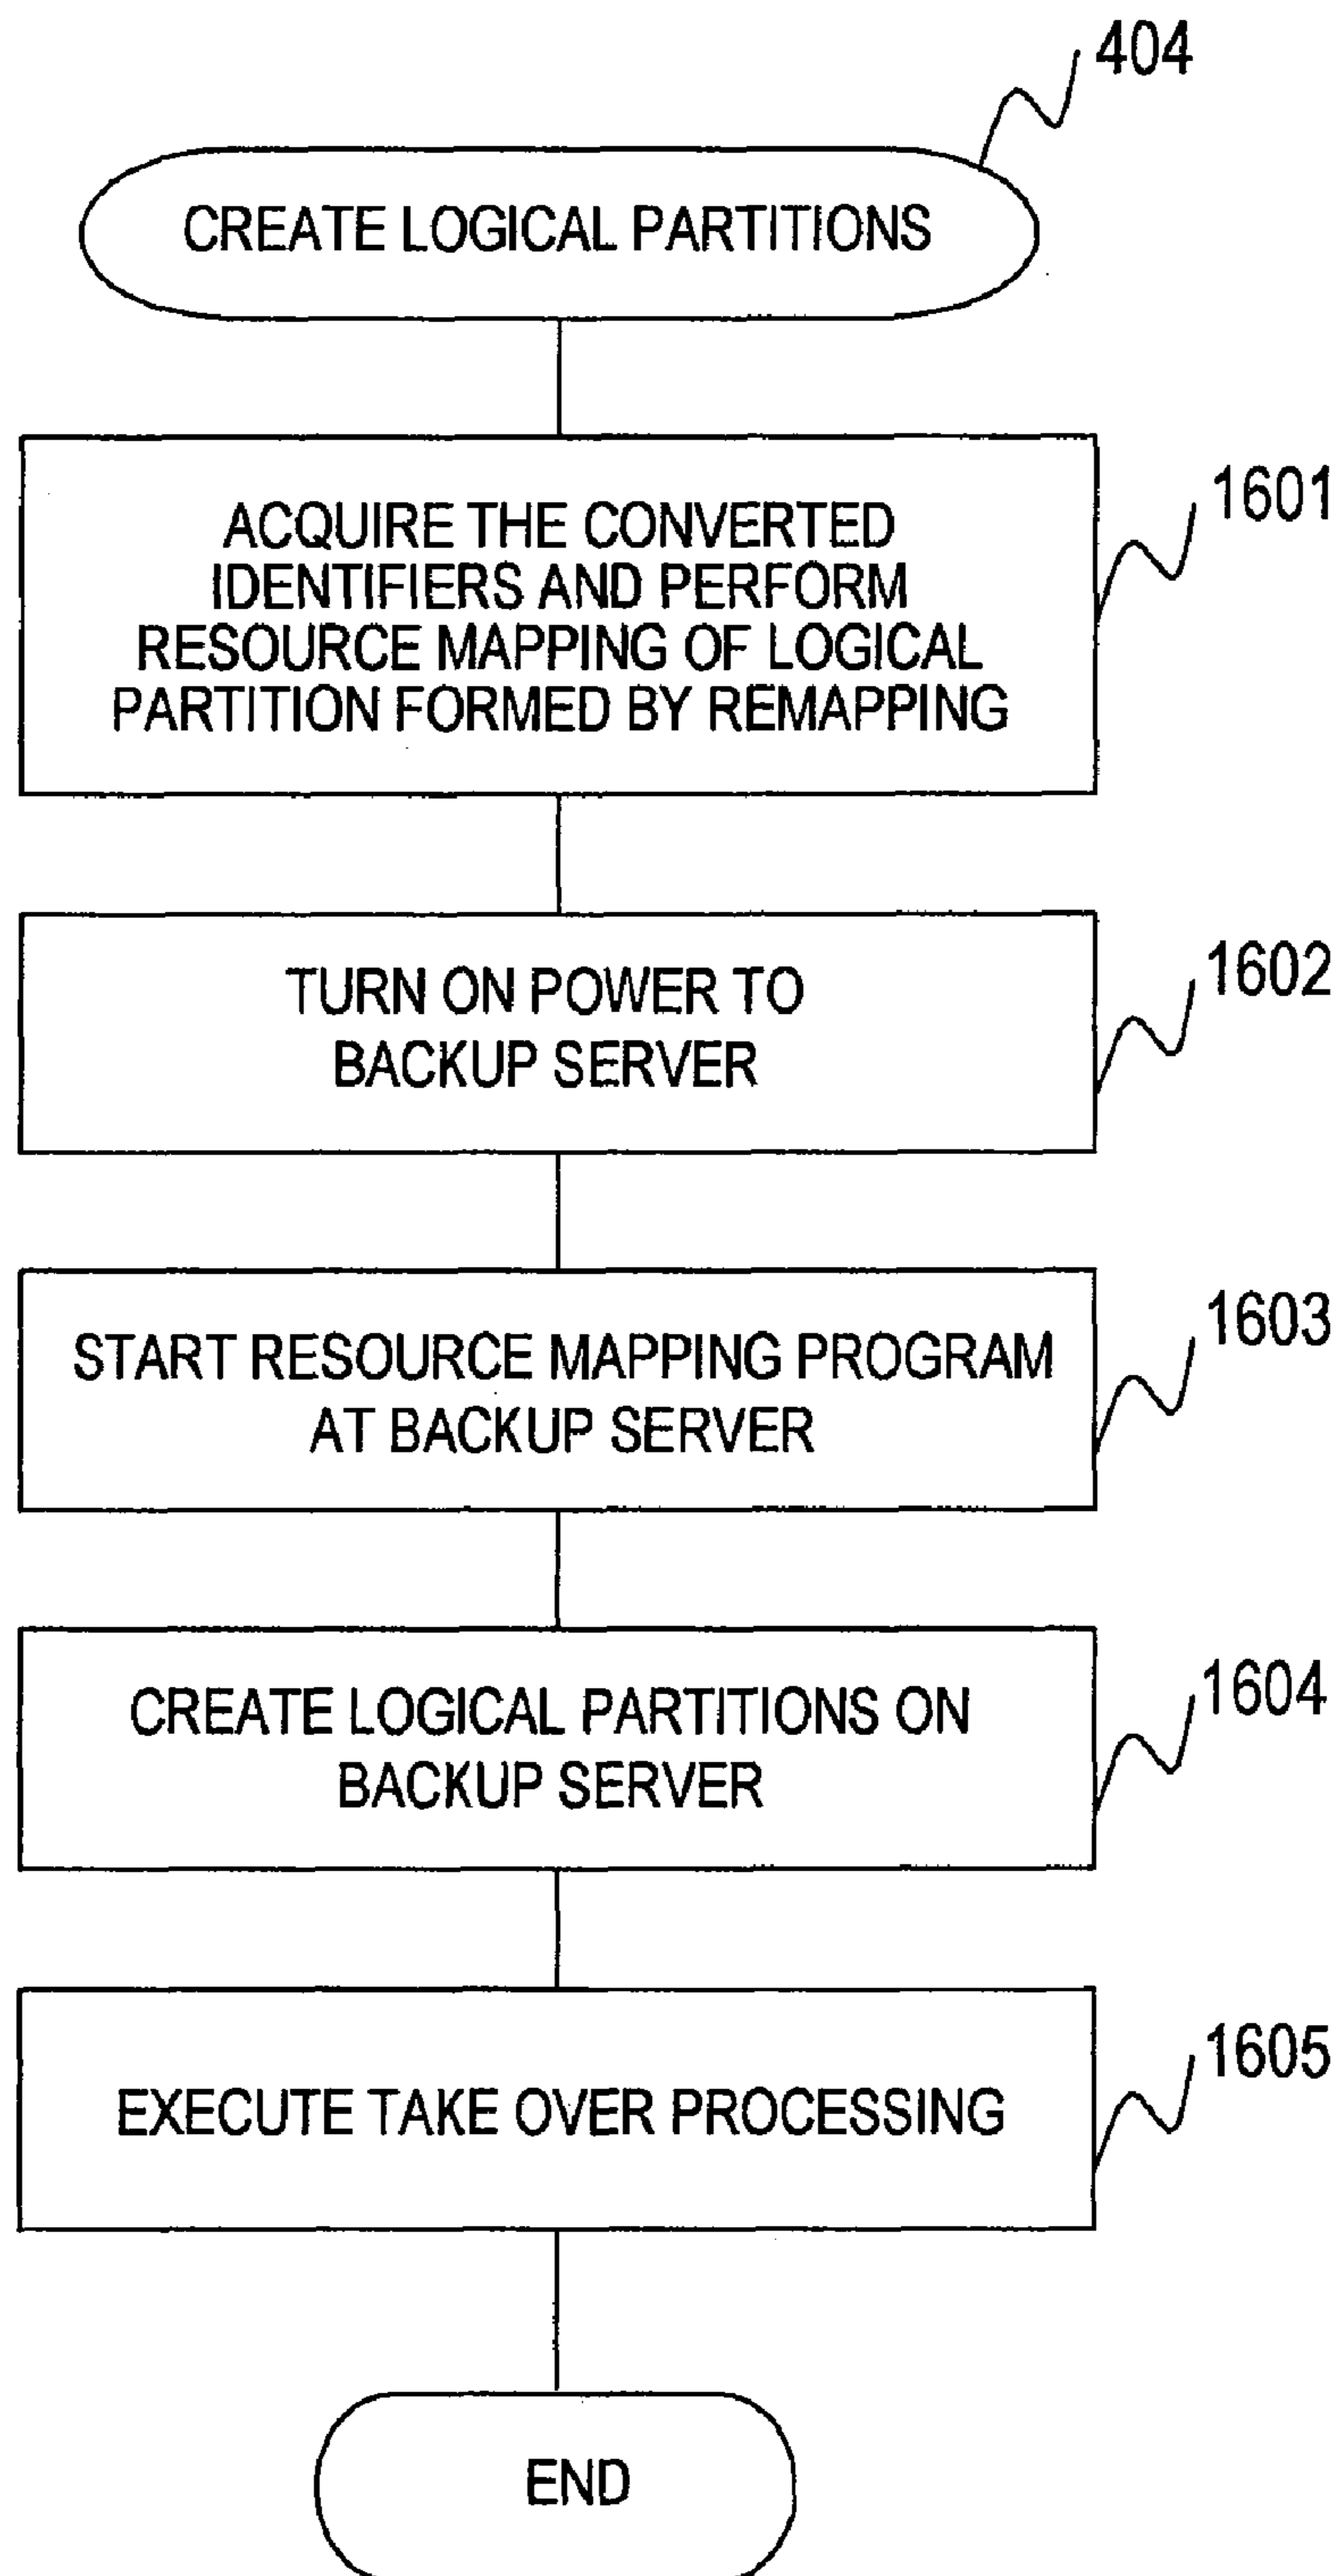 404
CREATE LOGICAL PARTITIONS
ACQUIRE THE CONVERTED
IDENTIFIERS AND PERFORM
RESOURCE MAPPING OF LOGICAL
PARTITION FORMED BY REMAPPING
1601
TURN ON POWER TO
BACKUP SERVER
1602
START RESOURCE MAPPING PROGRAM
AT BACKUP SERVER
1603
CREATE LOGICAL PARTITIONS ON
BACKUP SERVER
1604
EXECUTE TAKE OVER PROCESSING
1605
END